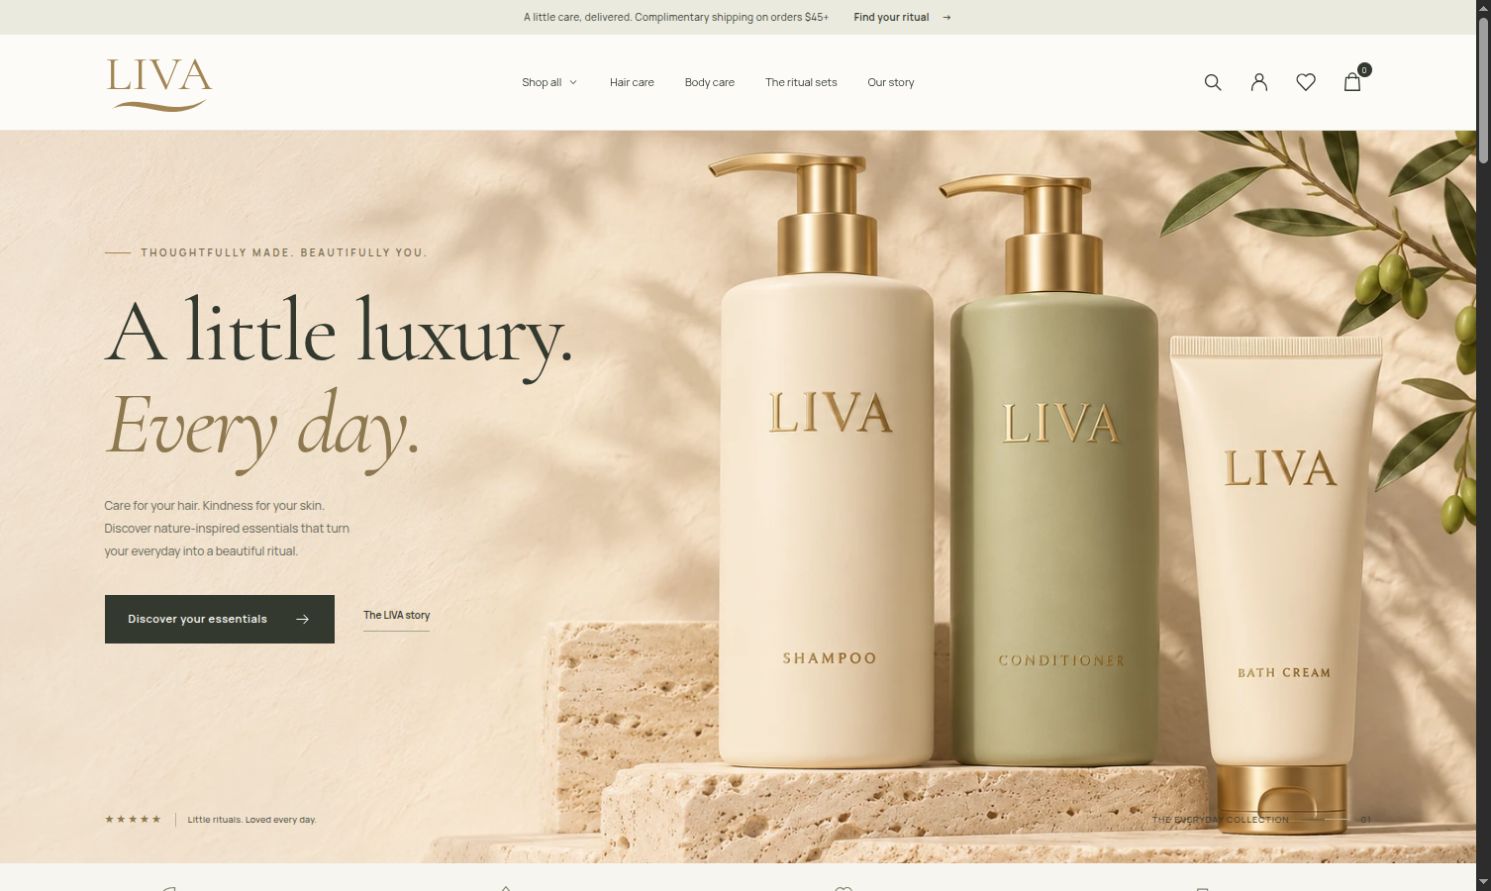 A little care, delivered. Complimentary shipping on orders $45+ Find your ritual →
LIVA
Shop all Hair care Body care The ritual sets Our story
0
THOUGHTFULLY MADE. BEAUTIFULLY YOU.
A little luxury.
Every day.
Care for your hair. Kindness for your skin.
Discover nature-inspired essentials that turn
your everyday into a beautiful ritual.
Discover your essentials →
The LIVA story
★★★★★ Little rituals. Loved every day.
LIVA
SHAMPOO
LIVA
CONDITIONER
LIVA
BATH CREAM
THE EVERYDAY COLLECTION 01